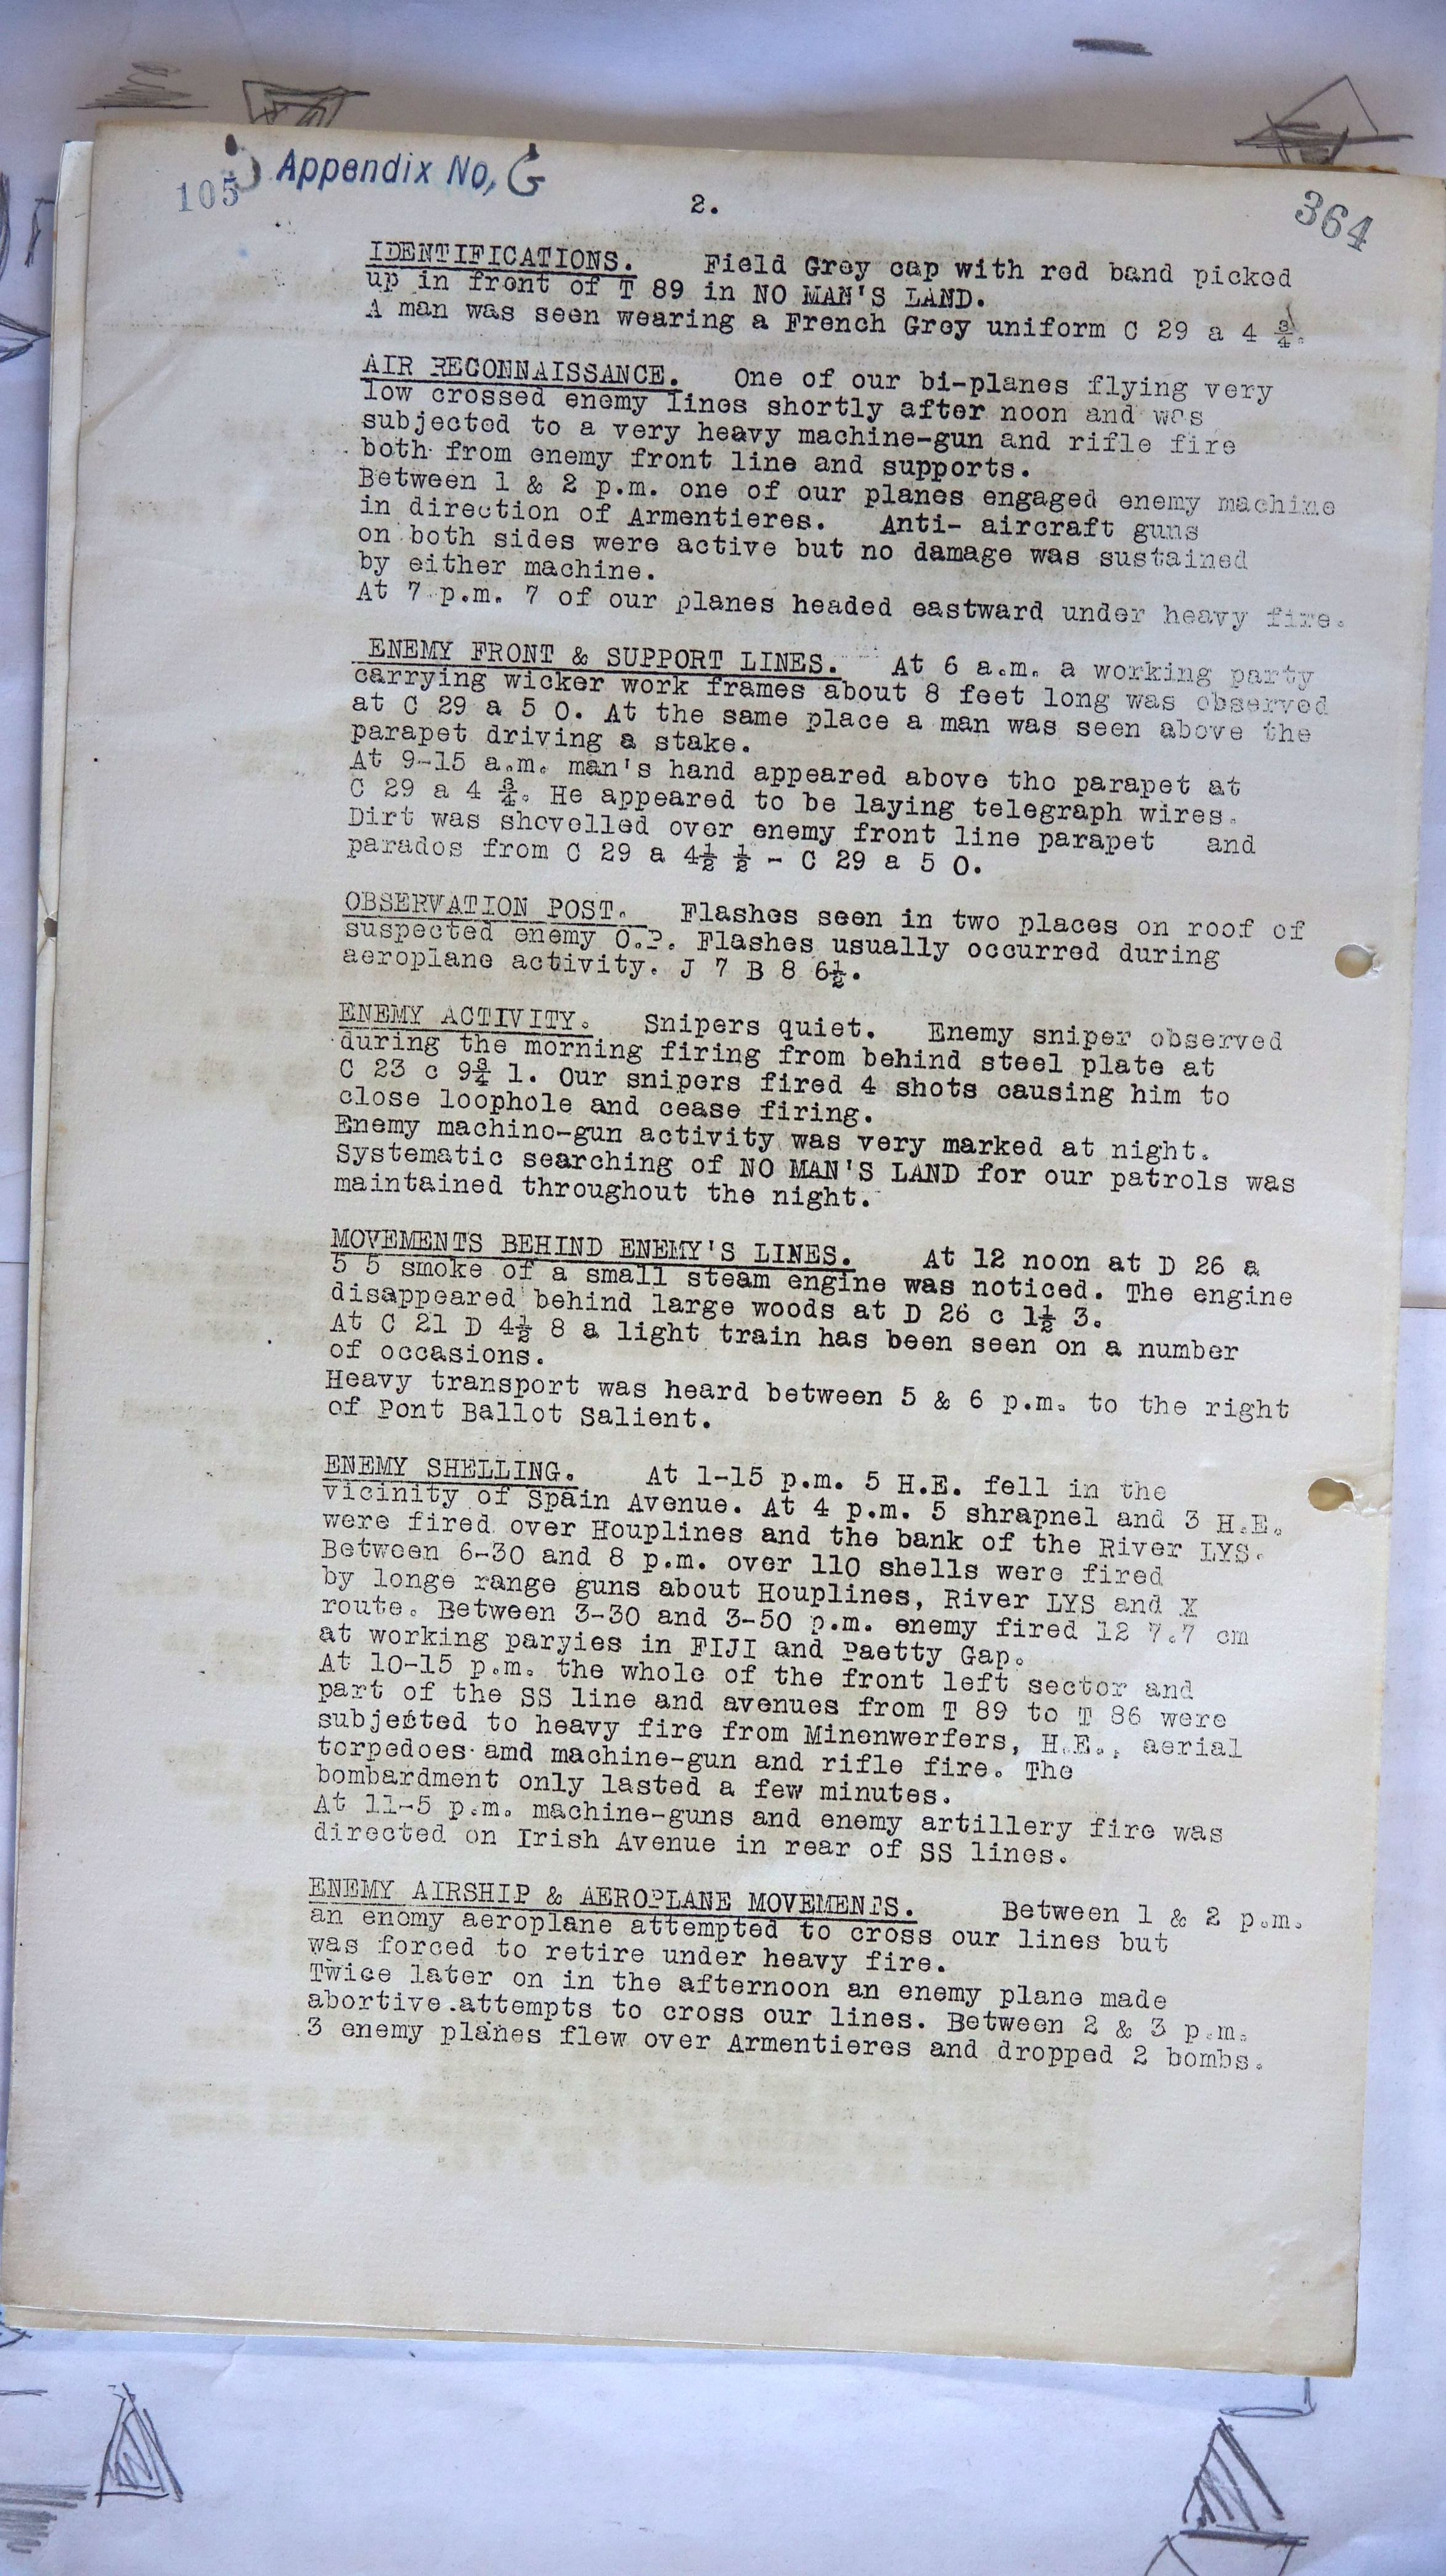 105 Appendix No, G
2.
364
IDENTIFICATIONS. Field Grey cap with red band picked
up in front of T 89 in NO MAN'S LAND.
A man was seen wearing a French Grey uniform C 29 a 4 ¾.
AIR RECONNAISSANCE. One of our bi-planes flying very
low crossed enemy lines shortly after noon and was
subjected to a very heavy machine-gun and rifle fire
both from enemy front line and supports.
Between 1 & 2 p.m. one of our planes engaged enemy machine
in direction of Armentieres. Anti- aircraft guns
on both sides were active but no damage was sustained
by either machine.
At 7 p.m. 7 of our planes headed eastward under heavy fire.
ENEMY FRONT & SUPPORT LINES. At 6 a.m. a working party
carrying wicker work frames about 8 feet long was observed
at C 29 a 5 0. At the same place a man was seen above the
parapet driving a stake.
At 9-15 a.m. man's hand appeared above the parapet at
C 29 a 4 ¾. He appeared to be laying telegraph wires.
Dirt was shovelled over enemy front line parapet and
parados from C 29 a 4½ ½ - C 29 a 5 0.
OBSERVATION POST. Flashes seen in two places on roof of
suspected enemy O.P. Flashes usually occurred during
aeroplane activity. J 7 B 8 6½.
ENEMY ACTIVITY. Snipers quiet. Enemy sniper observed
during the morning firing from behind steel plate at
C 23 c 9¾ 1. Our snipers fired 4 shots causing him to
close loophole and cease firing.
Enemy machine-gun activity was very marked at night.
Systematic searching of NO MAN'S LAND for our patrols was
maintained throughout the night.
MOVEMENTS BEHIND ENEMY'S LINES. At 12 noon at D 26 a
5 5 smoke of a small steam engine was noticed. The engine
disappeared behind large woods at D 26 c 1½ 3.
At C 21 D 4½ 8 a light train has been seen on a number
of occasions.
Heavy transport was heard between 5 & 6 p.m. to the right
of Pont Ballot Salient.
ENEMY SHELLING. At 1-15 p.m. 5 H.E. fell in the
vicinity of Spain Avenue. At 4 p.m. 5 shrapnel and 3 H.E.
were fired over Houplines and the bank of the River LYS.
Between 6-30 and 8 p.m. over 110 shells were fired
by longe range guns about Houplines, River LYS and X
route. Between 3-30 and 3-50 p.m. enemy fired 12 7.7 cm
at working paryies in FIJI and Paetty Gap.
At 10-15 p.m. the whole of the front left sector and
part of the SS line and avenues from T 89 to T 86 were
subjected to heavy fire from Minenwerfers, H.E., aerial
torpedoes amd machine-gun and rifle fire. The
bombardment only lasted a few minutes.
At 11-5 p.m. machine-guns and enemy artillery fire was
directed on Irish Avenue in rear of SS lines.
ENEMY AIRSHIP & AEROPLANE MOVEMENTS. Between 1 & 2 p.m.
an enemy aeroplane attempted to cross our lines but
was forced to retire under heavy fire.
Twice later on in the afternoon an enemy plane made
abortive attempts to cross our lines. Between 2 & 3 p.m.
3 enemy planes flew over Armentieres and dropped 2 bombs.